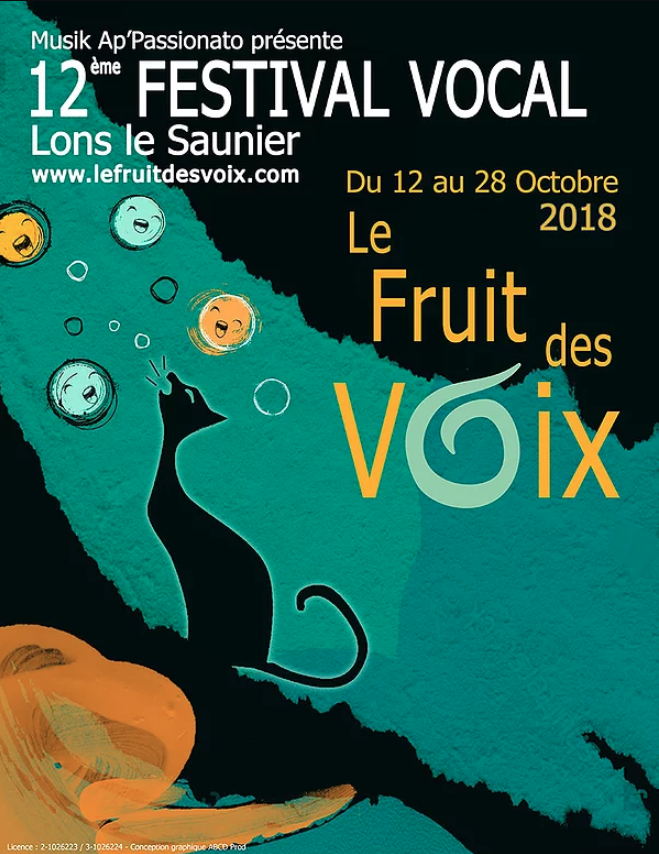 Musik Ap'Passionato présente
12ème FESTIVAL VOCAL
Lons le Saunier
www.lefruitdesvoix.com
Du 12 au 28 Octobre
2018
Le
Fruit
des
Voix
Licence : 2-1026223 / 3-1026224 - Conception graphique ABCD Prod